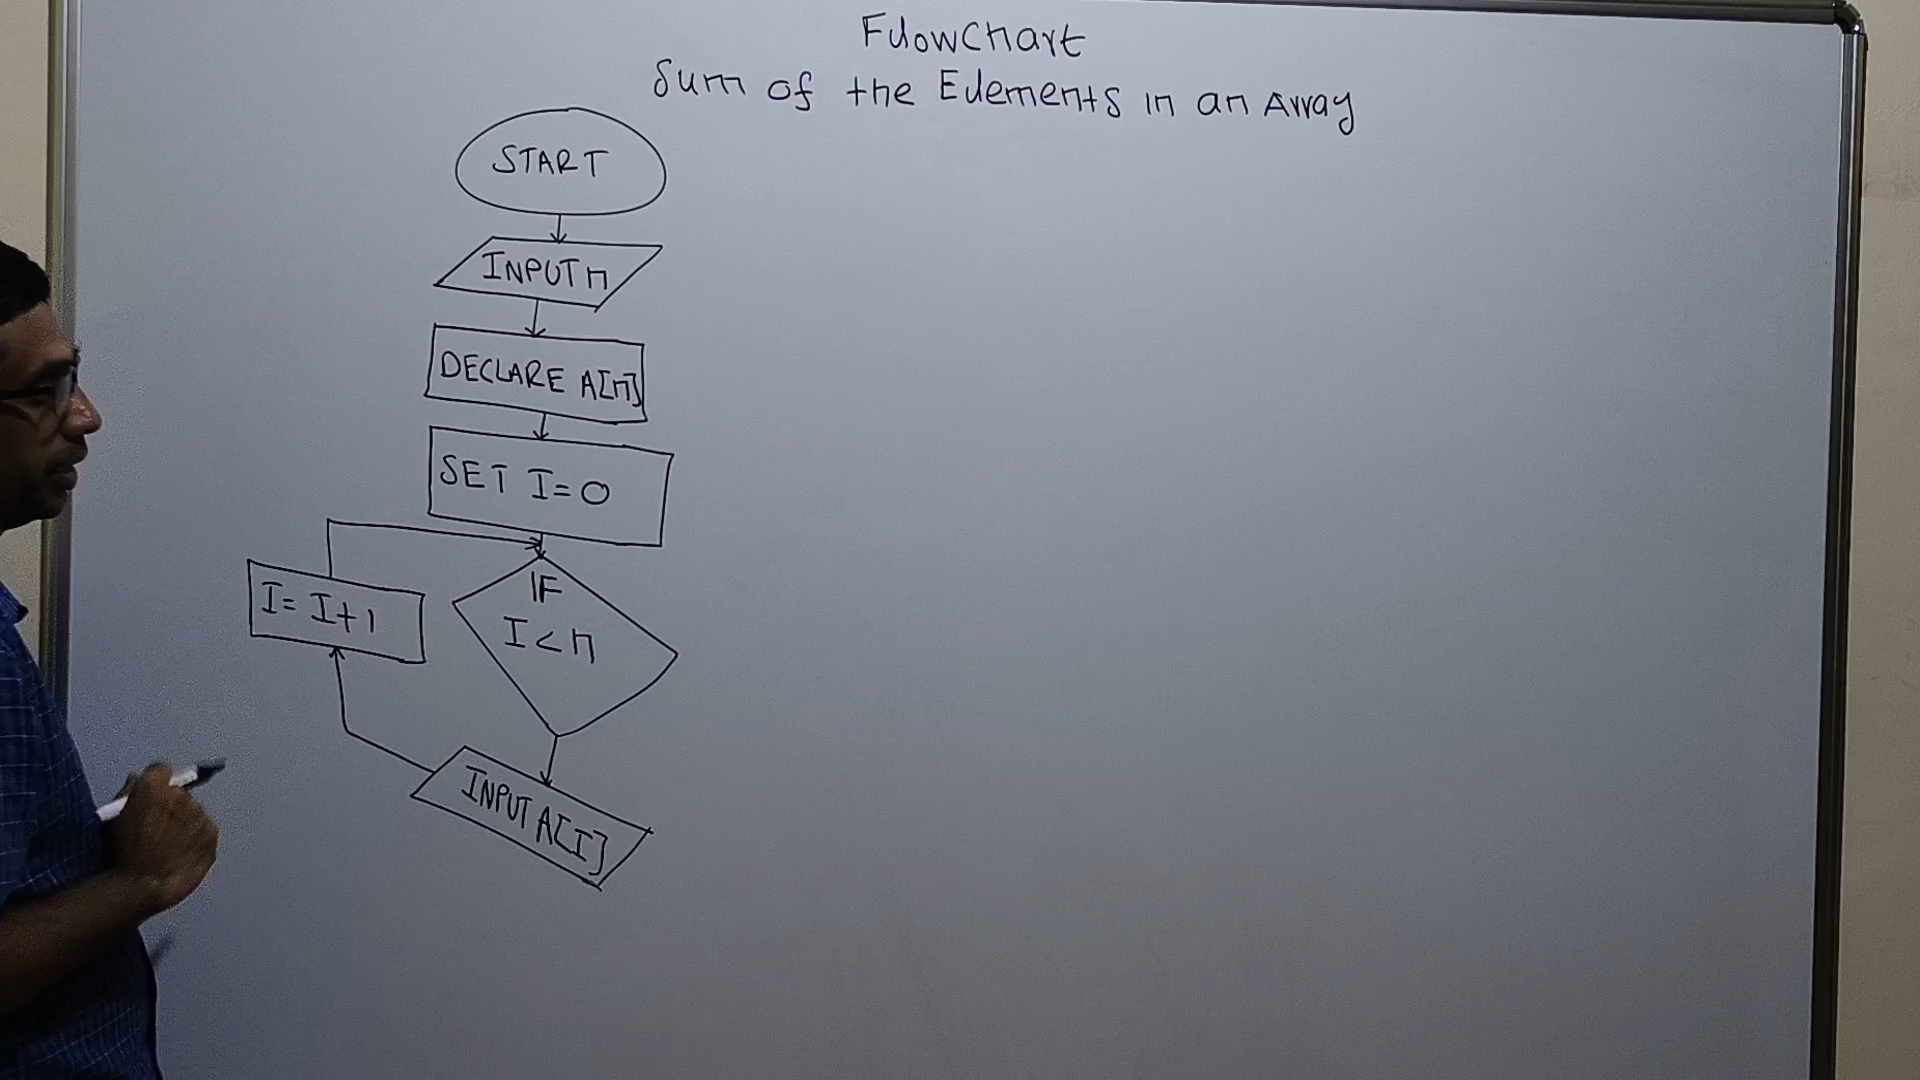 FlowChart
Sum of the Elements in an Array
START
INPUT n
DECLARE A[n]
SET I=0
IF
I<n
I= I+1
INPUT A[I]